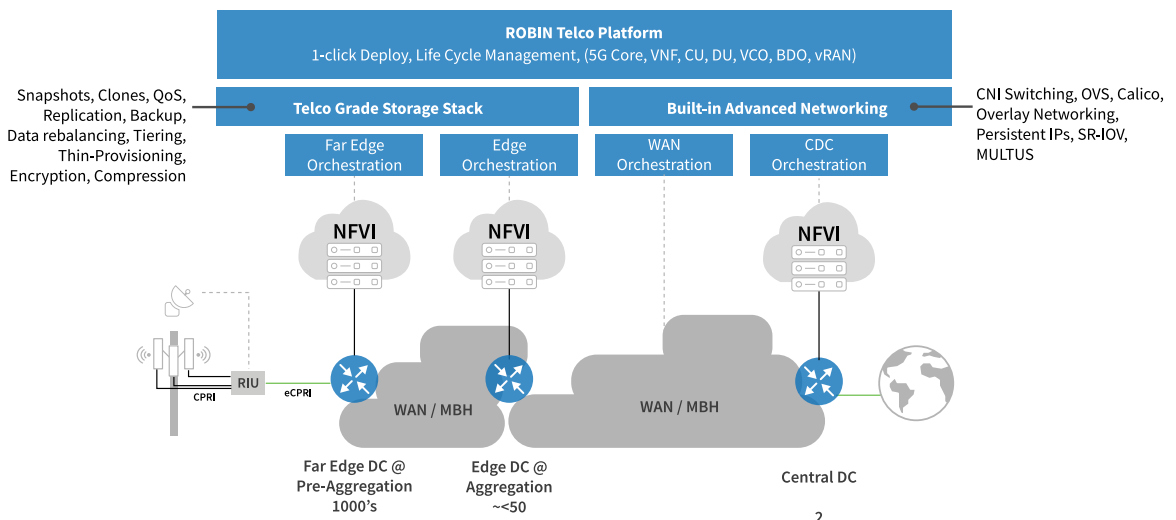 ROBIN Telco Platform
1-click Deploy, Life Cycle Management, (5G Core, VNF, CU, DU, VCO, BDO, vRAN)
Snapshots, Clones, QoS,
Replication, Backup,
Data rebalancing, Tiering,
Thin-Provisioning,
Encryption, Compression
Telco Grade Storage Stack
Built-in Advanced Networking
CNI Switching, OVS, Calico,
Overlay Networking,
Persistent IPs, SR-IOV,
MULTUS
Far Edge
Orchestration
Edge
Orchestration
WAN
Orchestration
CDC
Orchestration
NFVI
NFVI
NFVI
RIU
CPRI
eCPRI
WAN / MBH
WAN / MBH
Far Edge DC @
Pre-Aggregation
1000's
Edge DC @
Aggregation
~<50
Central DC
2